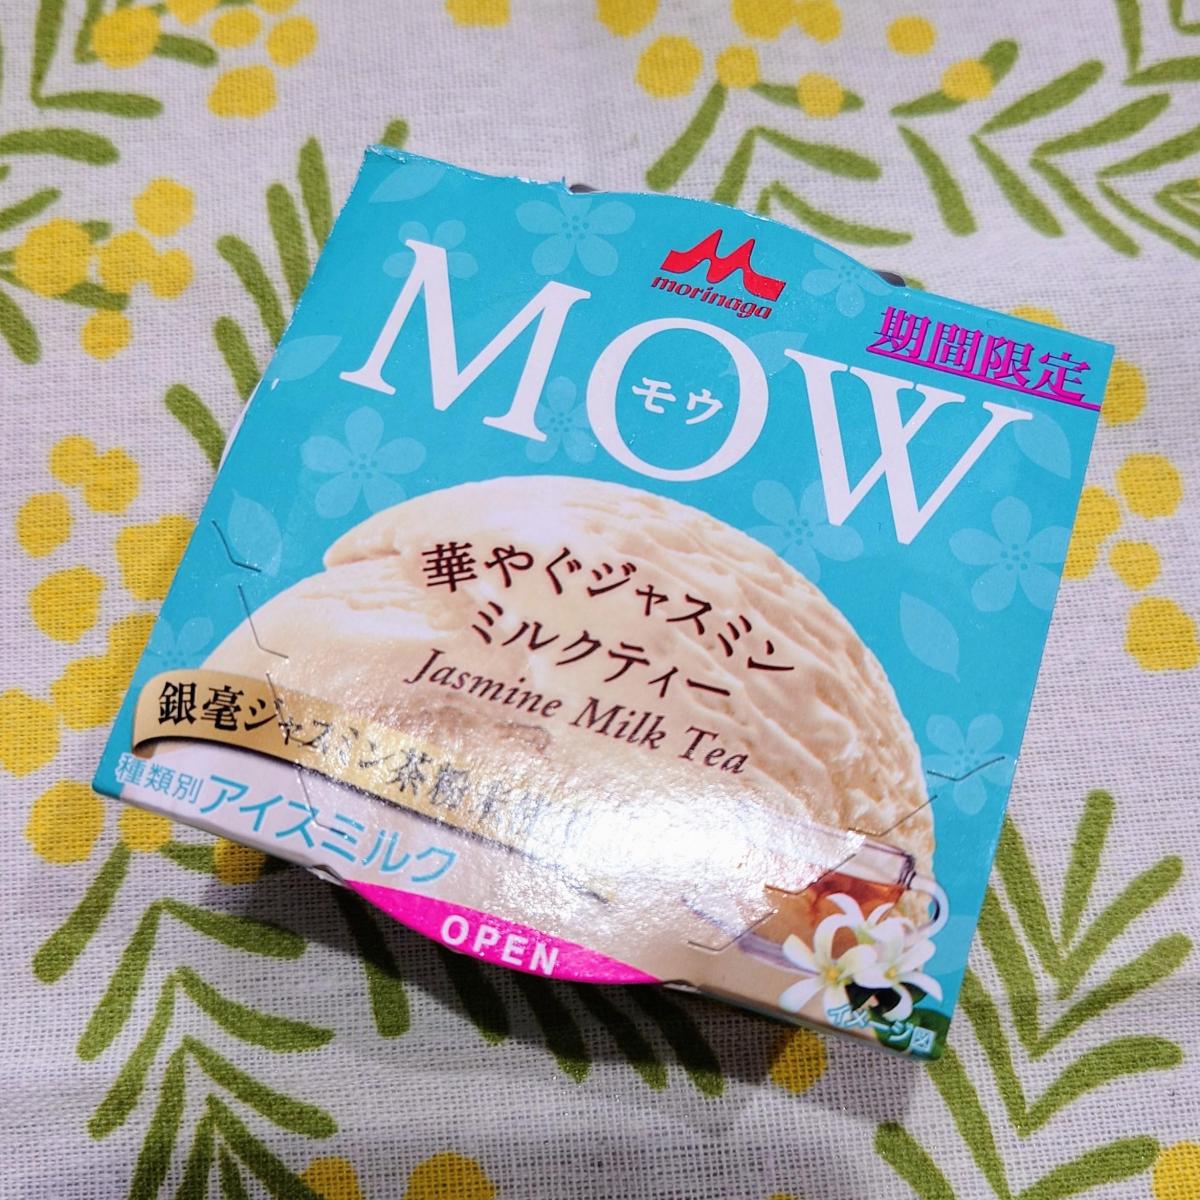 morinaga
期間限定
MOW
モウ
華やぐジャスミン
ミルクティー
Jasmine Milk Tea
銀毫ジャスミン茶粉末
種類別アイスミルク
OPEN
イメージ図